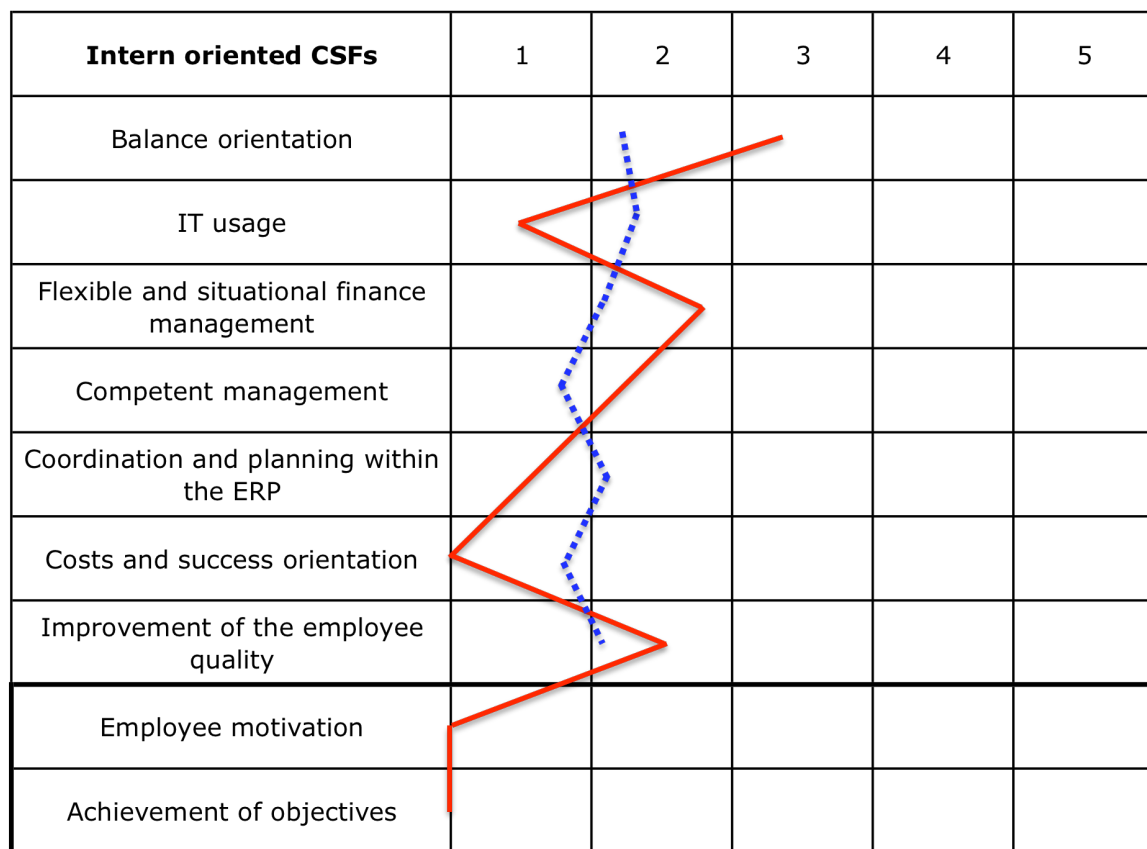 Intern oriented CSFs 1 2 3 4 5
Balance orientation
IT usage
Flexible and situational finance
management
Competent management
Coordination and planning within
the ERP
Costs and success orientation
Improvement of the employee
quality
Employee motivation
Achievement of objectives